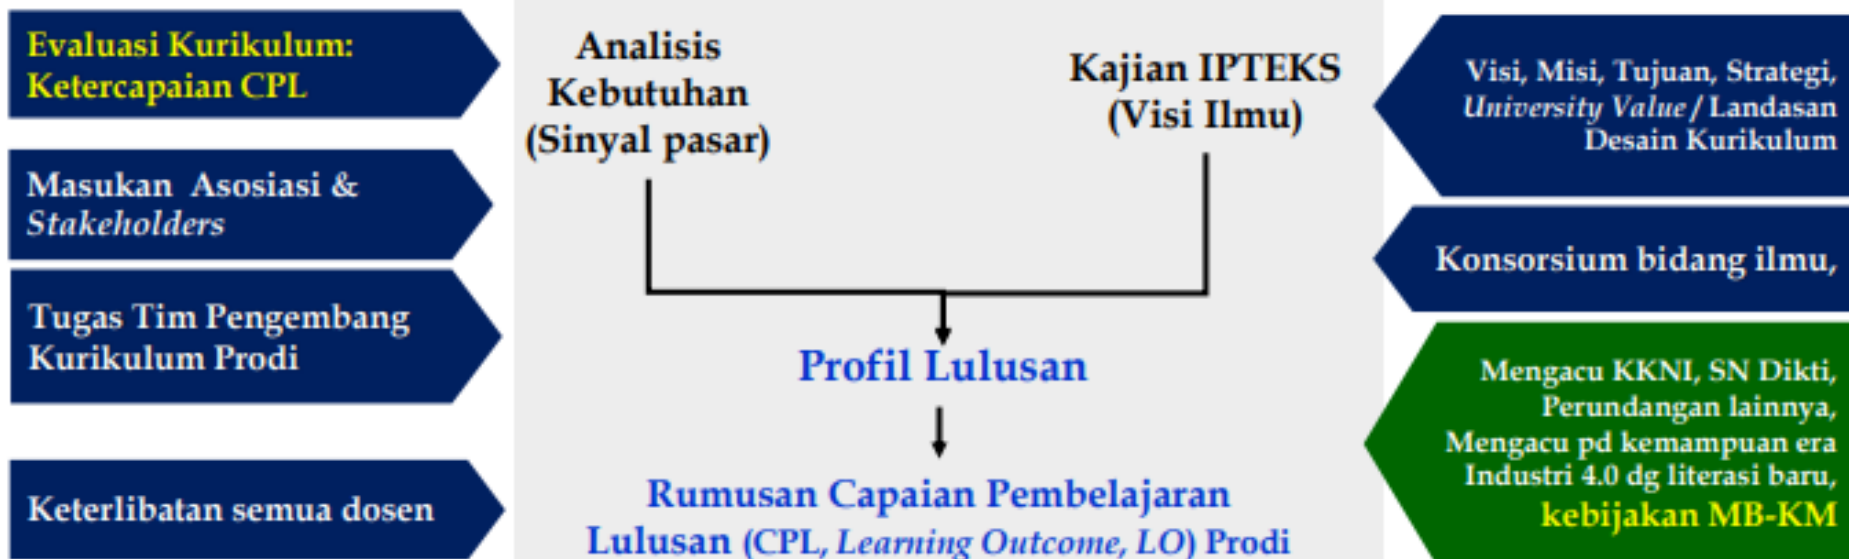 Evaluasi Kurikulum:
Ketercapaian CPL
Masukan Asosiasi &
Stakeholders
Tugas Tim Pengembang
Kurikulum Prodi
Keterlibatan semua dosen
Analisis
Kebutuhan
(Sinyal pasar)
Kajian IPTEKS
(Visi Ilmu)
Profil Lulusan
Rumusan Capaian Pembelajaran
Lulusan (CPL, Learning Outcome, LO) Prodi
Visi, Misi, Tujuan, Strategi,
University Value / Landasan
Desain Kurikulum
Konsorsium bidang ilmu,
Mengacu KKNI, SN Dikti,
Perundangan lainnya,
Mengacu pd kemampuan era
Industri 4.0 dg literasi baru,
kebijakan MB-KM